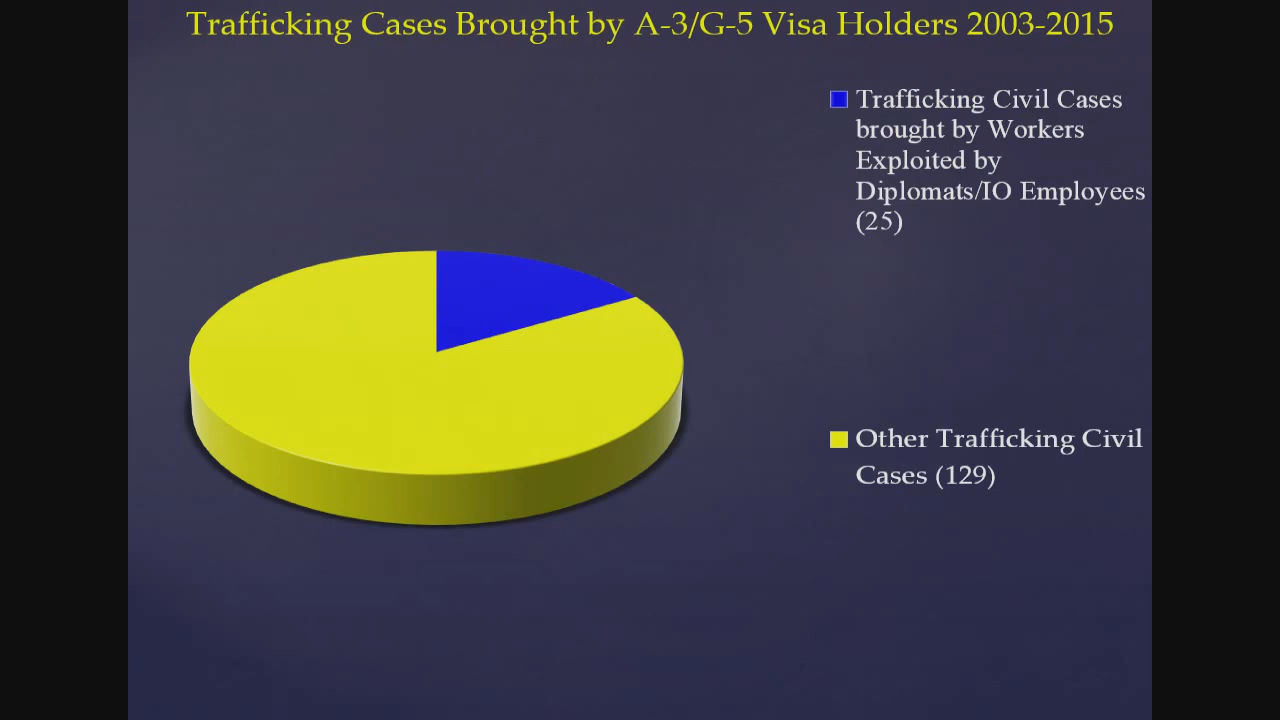 Trafficking Cases Brought by A-3/G-5 Visa Holders 2003-2015
Trafficking Civil Cases
brought by Workers
Exploited by
Diplomats/IO Employees
(25)
Other Trafficking Civil
Cases (129)